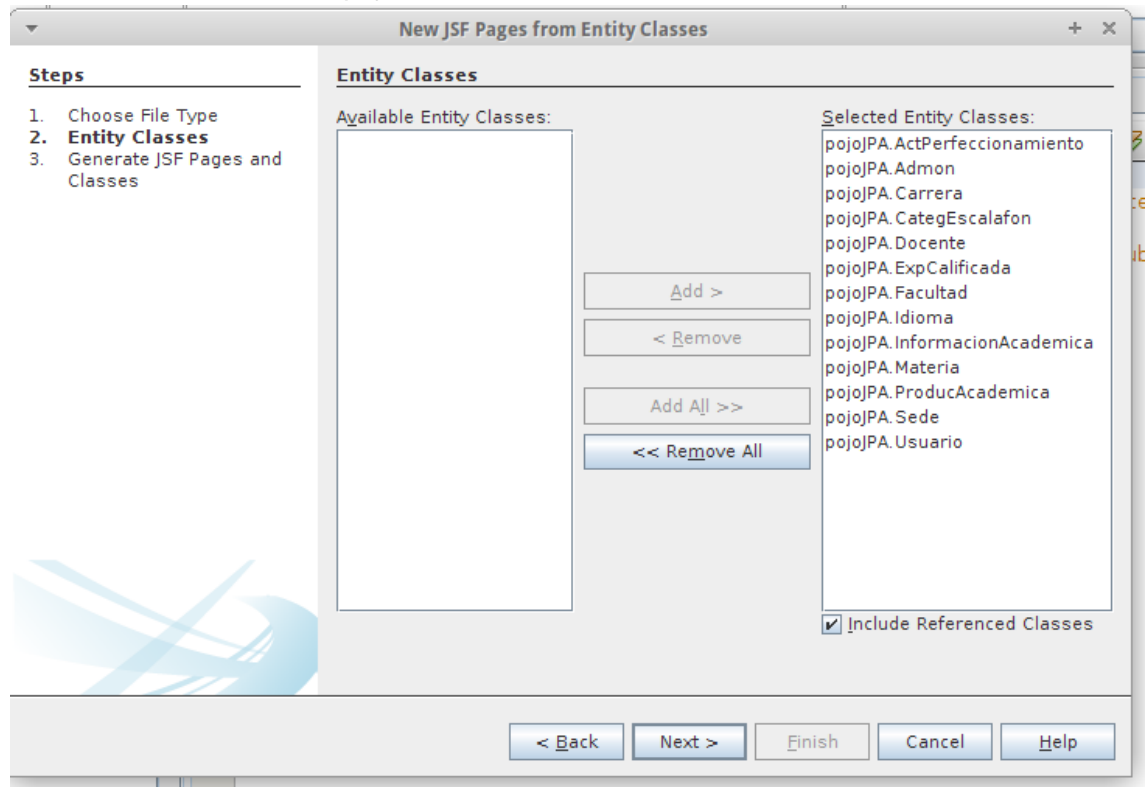 New JSF Pages from Entity Classes
Steps
1. Choose File Type
2. Entity Classes
3. Generate JSF Pages and
Classes
Entity Classes
Available Entity Classes:
Add >
< Remove
Add All >>
<< Remove All
Selected Entity Classes:
pojoJPA.ActPerfeccionamiento
pojoJPA.Admon
pojoJPA.Carrera
pojoJPA.CategEscalafon
pojoJPA.Docente
pojoJPA.ExpCalificada
pojoJPA.Facultad
pojoJPA.Idioma
pojoJPA.InformacionAcademica
pojoJPA.Materia
pojoJPA.ProducAcademica
pojoJPA.Sede
pojoJPA.Usuario
Include Referenced Classes
< Back Next > Finish Cancel Help